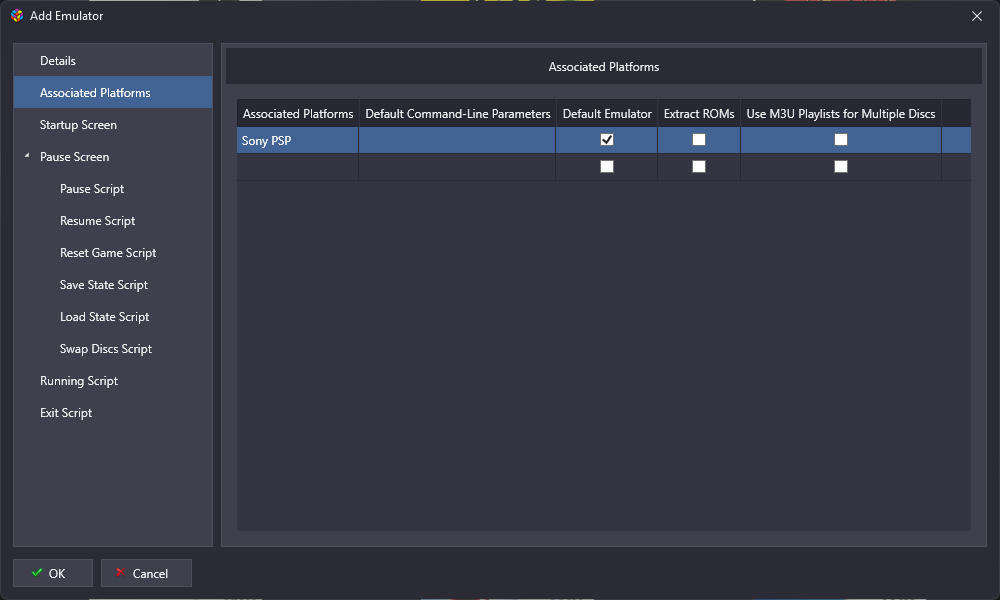 Add Emulator
Details
Associated Platforms
Startup Screen
Pause Screen
Pause Script
Resume Script
Reset Game Script
Save State Script
Load State Script
Swap Discs Script
Running Script
Exit Script
Associated Platforms
Associated Platforms Default Command-Line Parameters Default Emulator Extract ROMs Use M3U Playlists for Multiple Discs
Sony PSP
OK Cancel